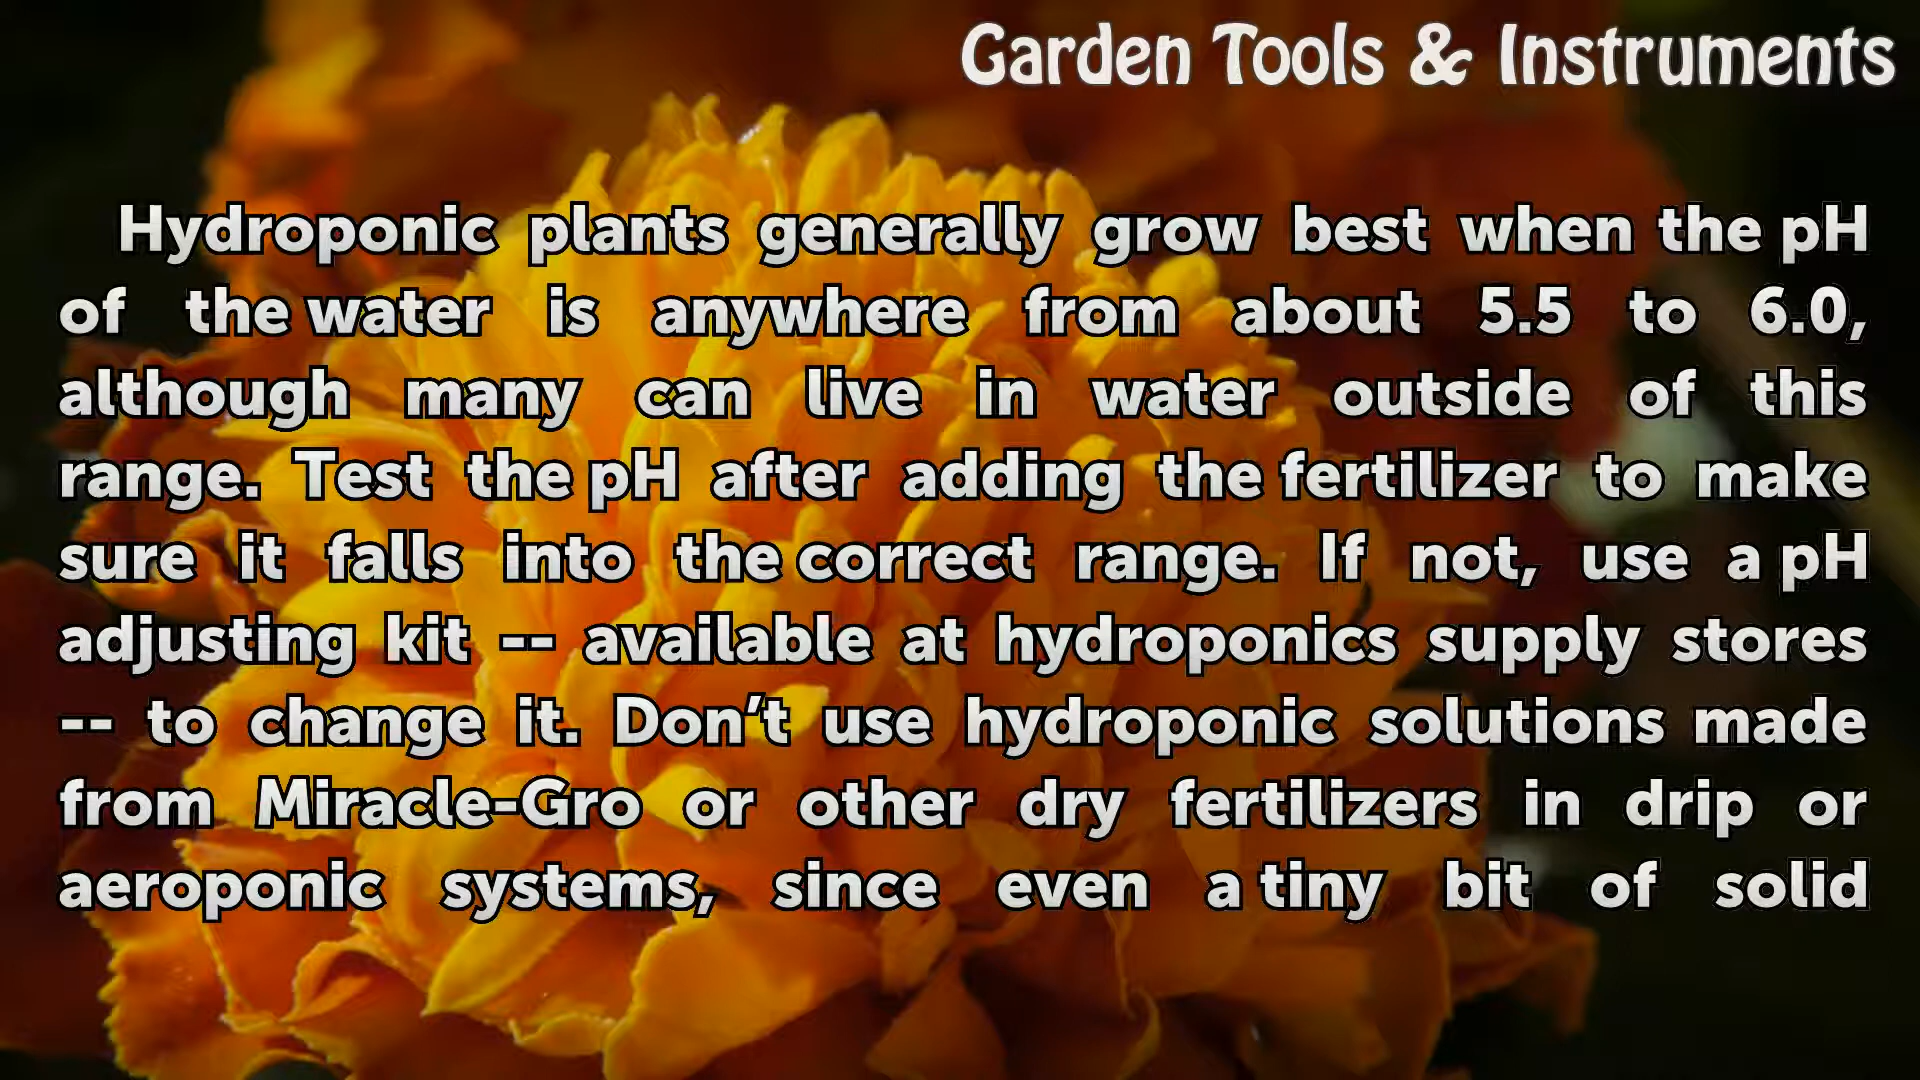 Garden Tools & Instruments
Hydroponic plants generally grow best when the pH
of the water is anywhere from about 5.5 to 6.0,
although many can live in water outside of this
range. Test the pH after adding the fertilizer to make
sure it falls into the correct range. If not, use a pH
adjusting kit -- available at hydroponics supply stores
-- to change it. Don’t use hydroponic solutions made
from Miracle-Gro or other dry fertilizers in drip or
aeroponic systems, since even a tiny bit of solid